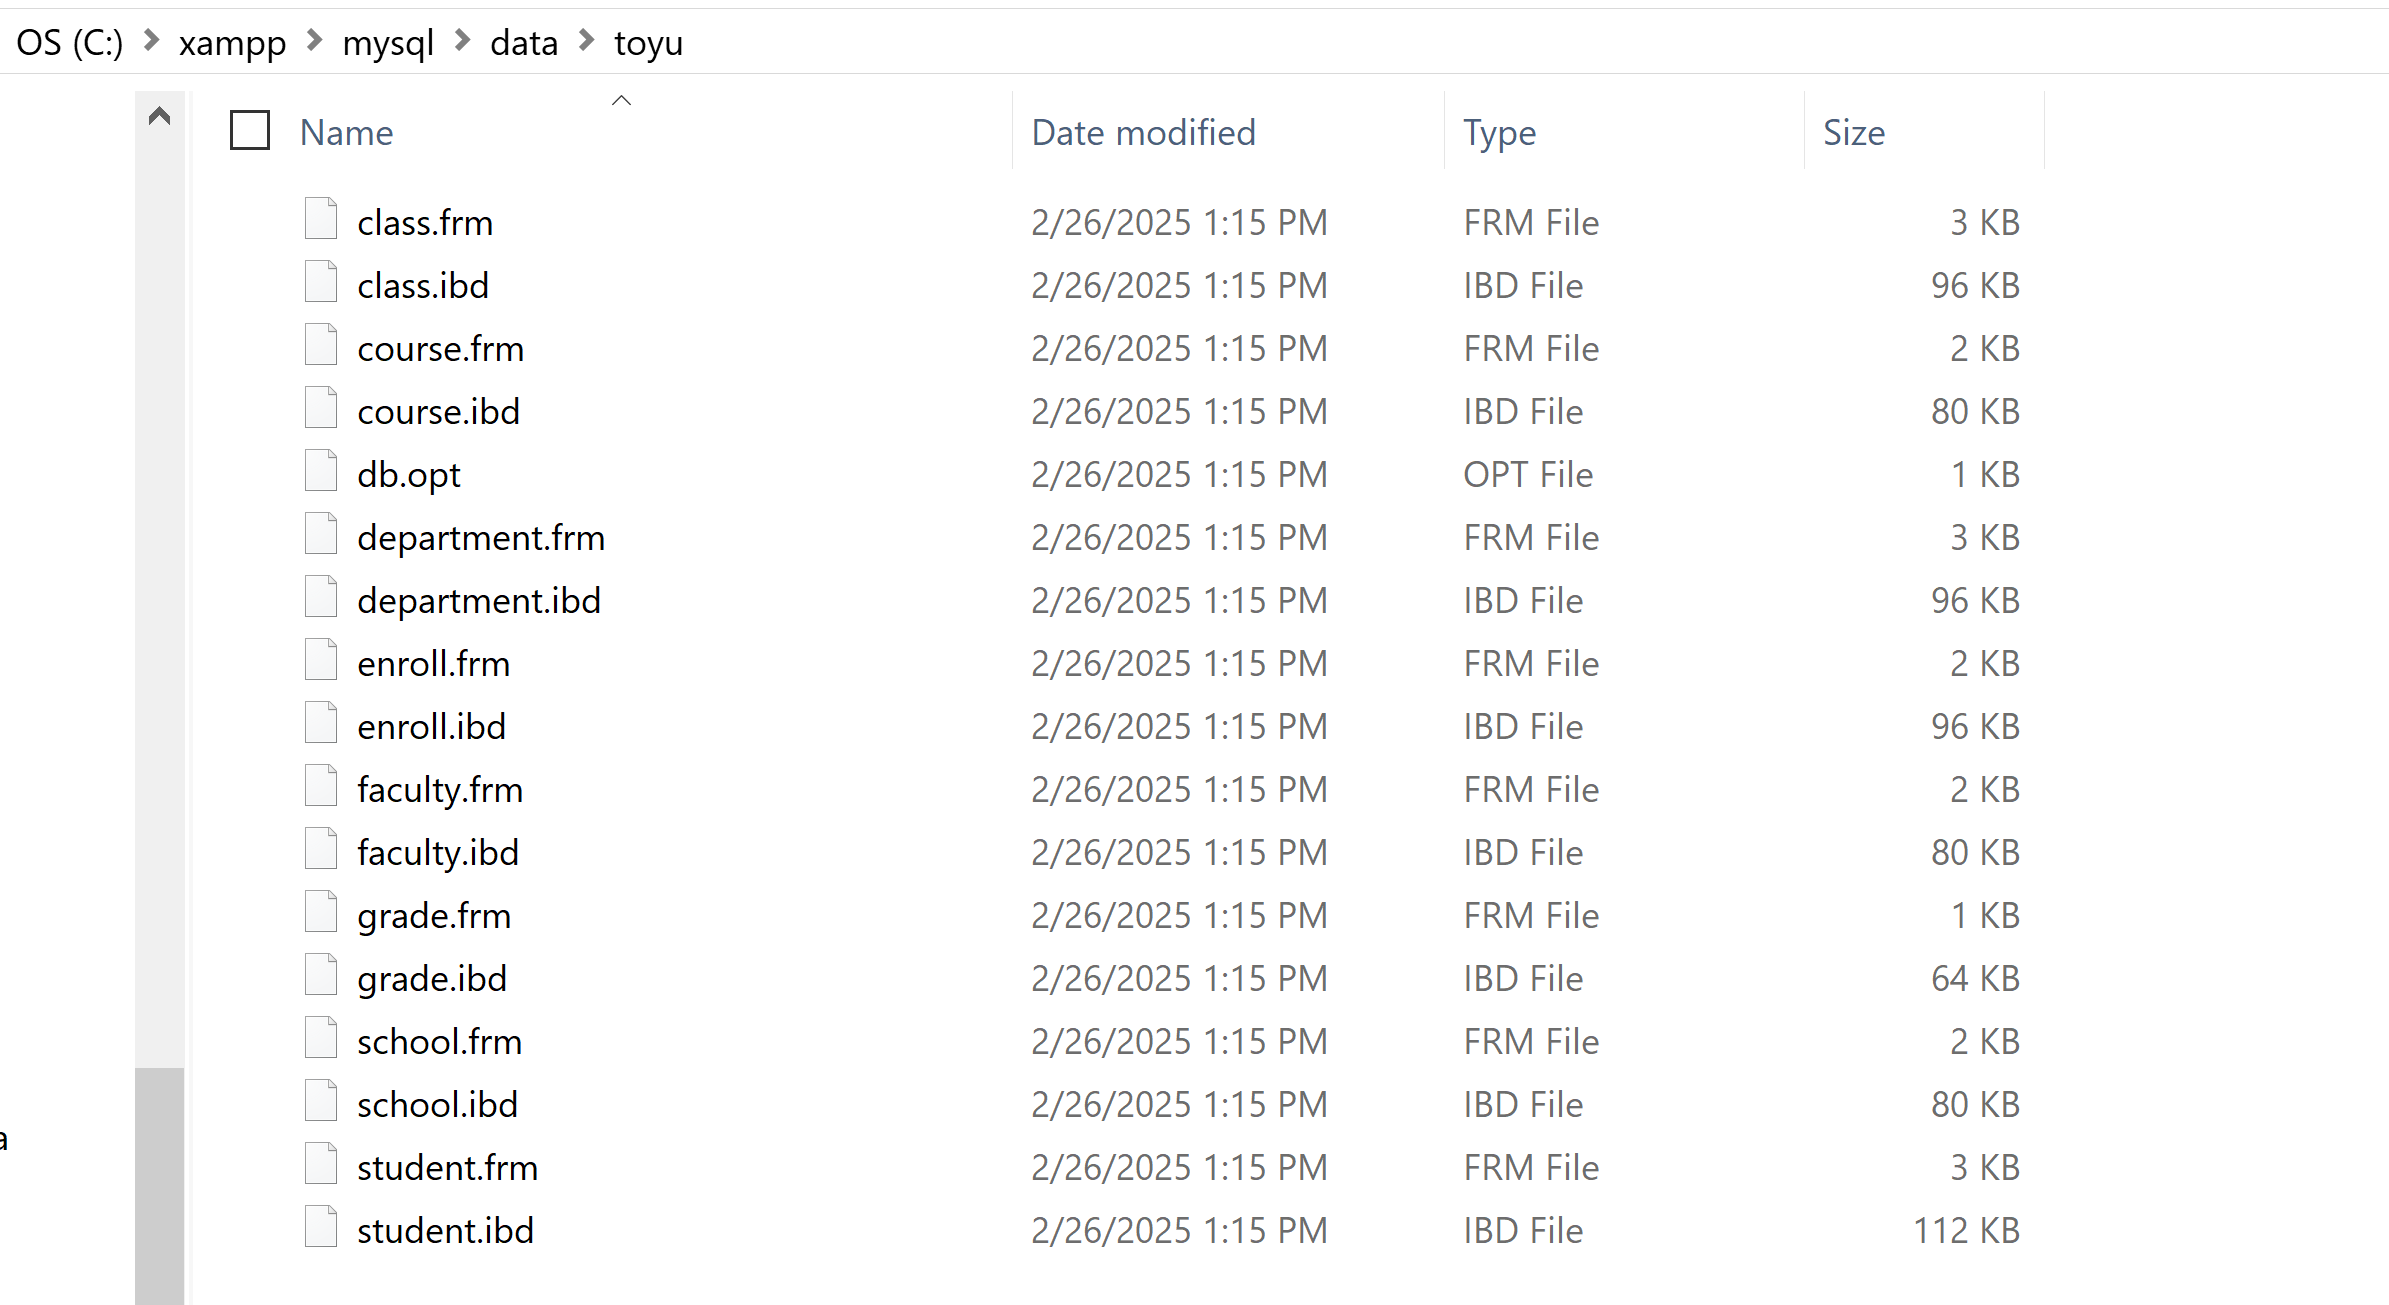 OS (C:) > xampp > mysql > data > toyu
Name Date modified Type Size
class.frm 2/26/2025 1:15 PM FRM File 3 KB
class.ibd 2/26/2025 1:15 PM IBD File 96 KB
course.frm 2/26/2025 1:15 PM FRM File 2 KB
course.ibd 2/26/2025 1:15 PM IBD File 80 KB
db.opt 2/26/2025 1:15 PM OPT File 1 KB
department.frm 2/26/2025 1:15 PM FRM File 3 KB
department.ibd 2/26/2025 1:15 PM IBD File 96 KB
enroll.frm 2/26/2025 1:15 PM FRM File 2 KB
enroll.ibd 2/26/2025 1:15 PM IBD File 96 KB
faculty.frm 2/26/2025 1:15 PM FRM File 2 KB
faculty.ibd 2/26/2025 1:15 PM IBD File 80 KB
grade.frm 2/26/2025 1:15 PM FRM File 1 KB
grade.ibd 2/26/2025 1:15 PM IBD File 64 KB
school.frm 2/26/2025 1:15 PM FRM File 2 KB
school.ibd 2/26/2025 1:15 PM IBD File 80 KB
a
student.frm 2/26/2025 1:15 PM FRM File 3 KB
student.ibd 2/26/2025 1:15 PM IBD File 112 KB